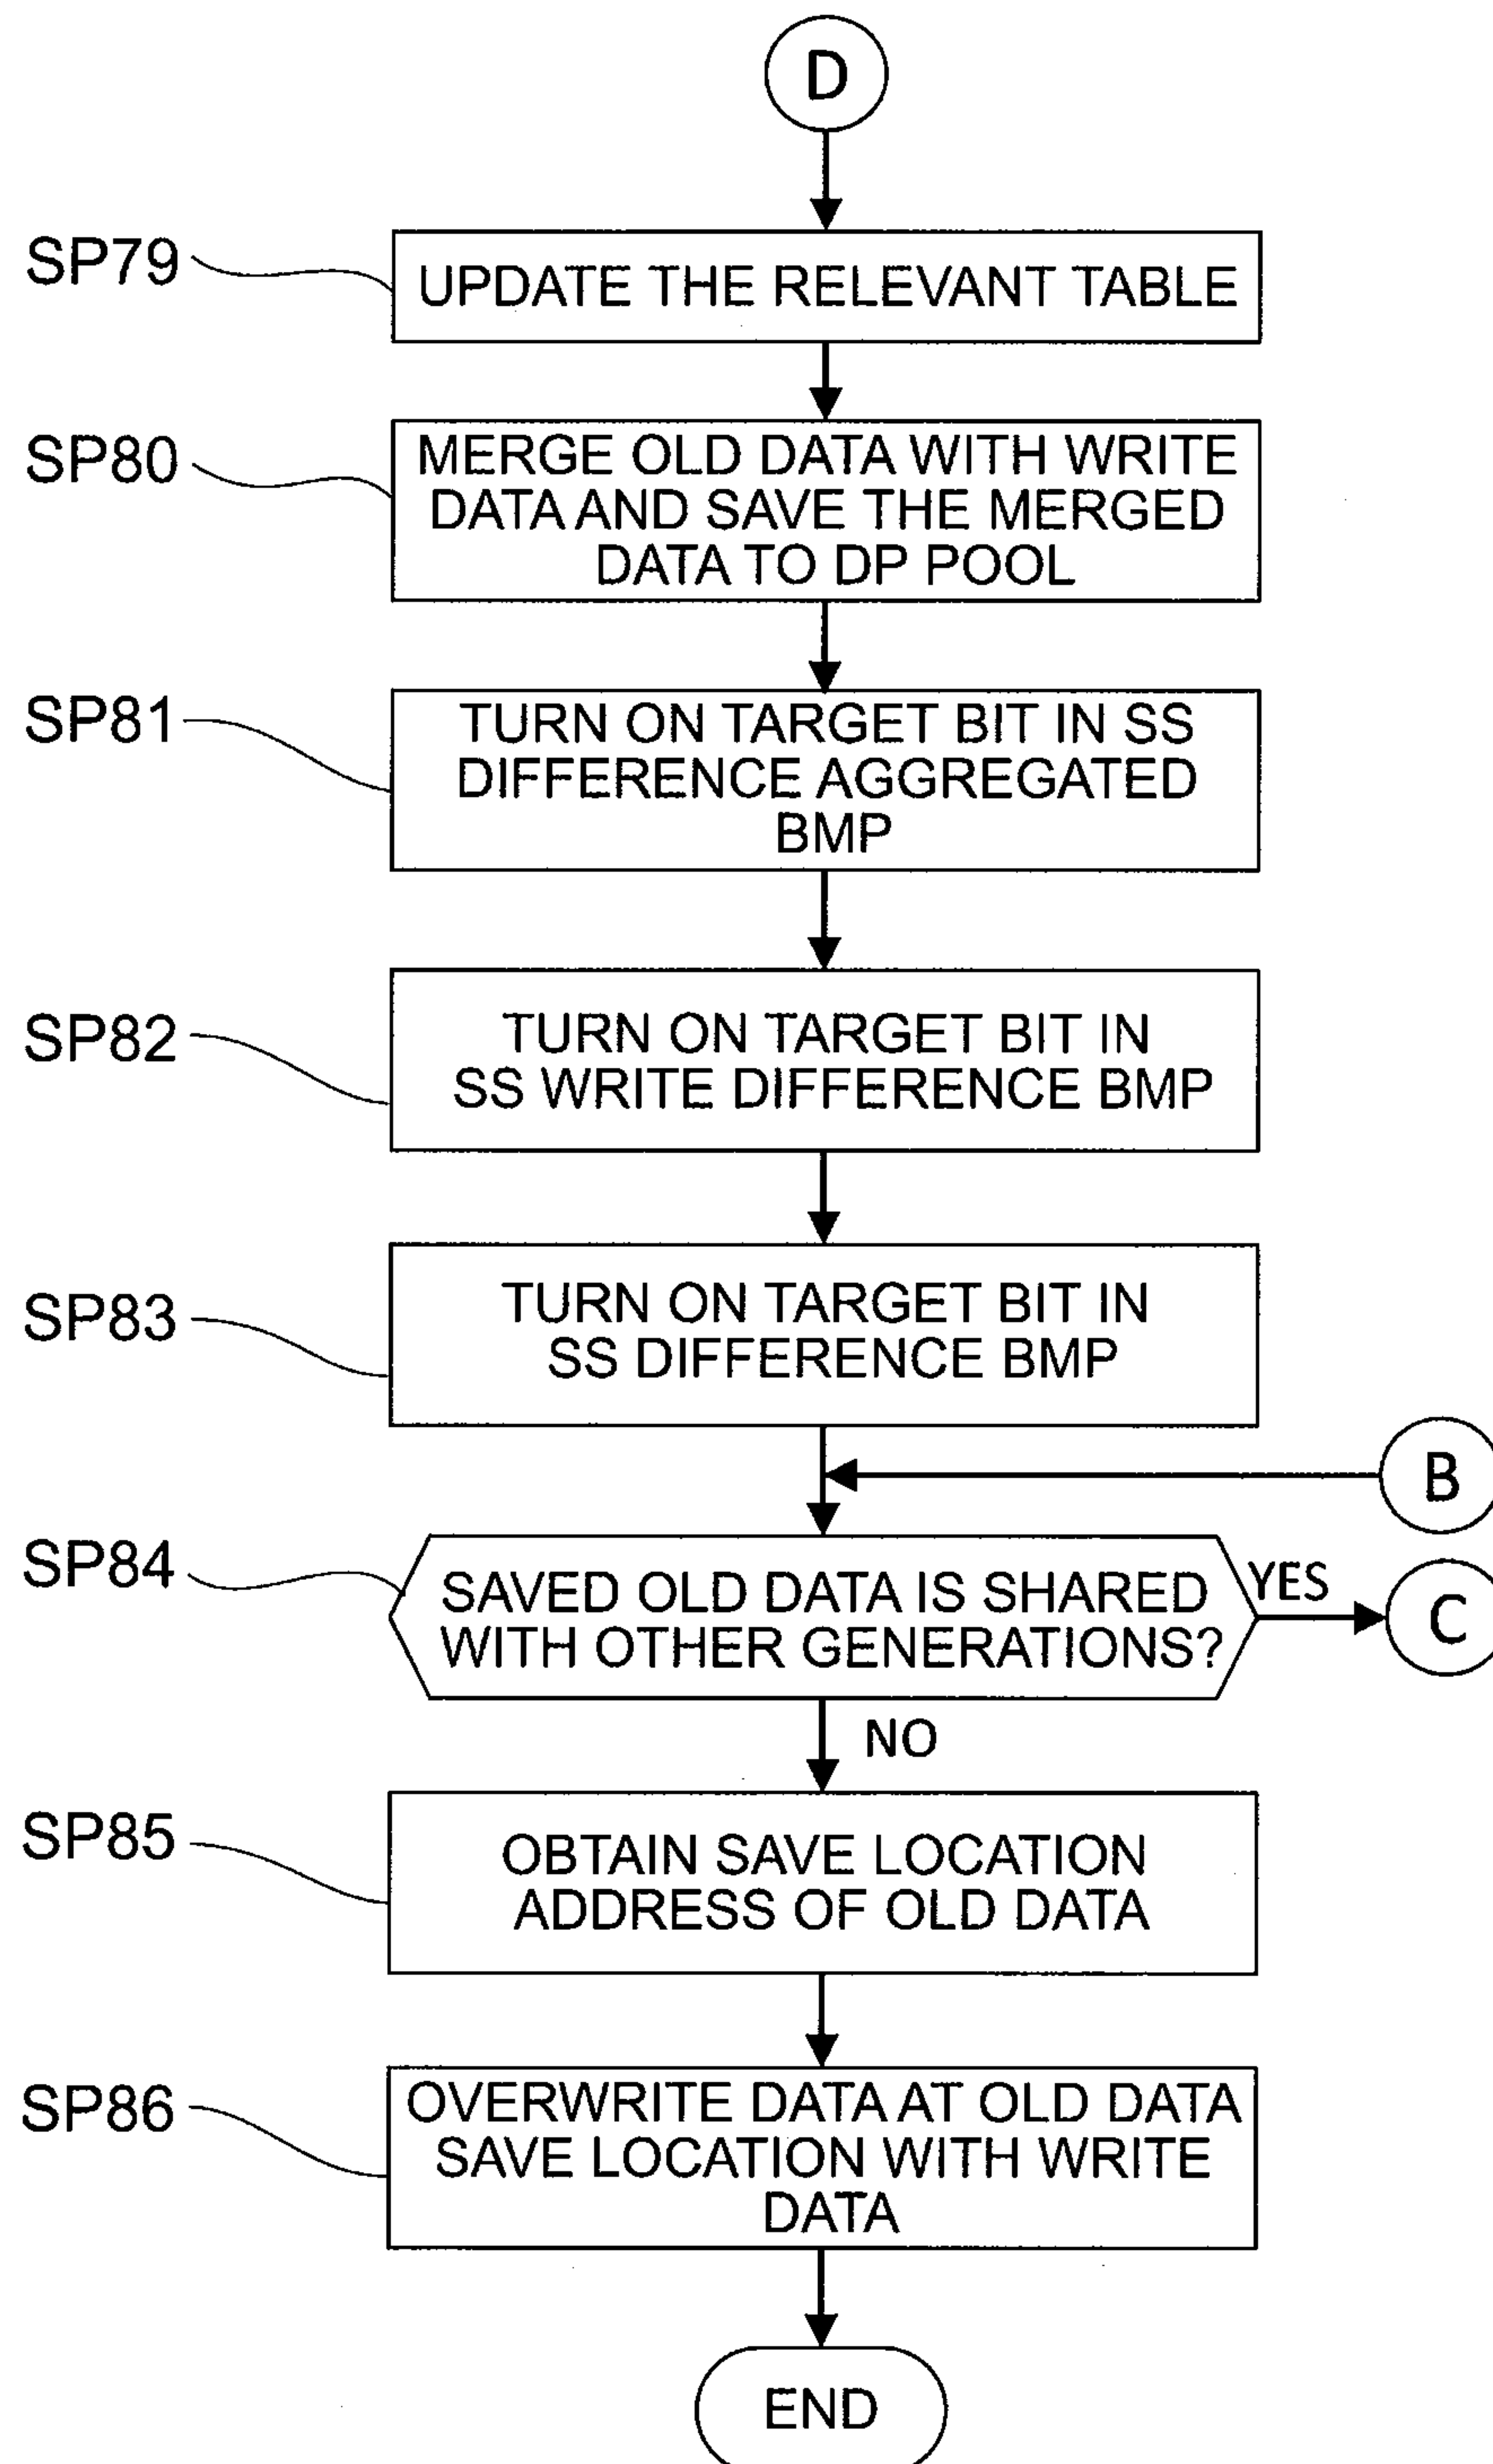 D
SP79
UPDATE THE RELEVANT TABLE
SP80
MERGE OLD DATA WITH WRITE
DATA AND SAVE THE MERGED
DATA TO DP POOL
SP81
TURN ON TARGET BIT IN SS
DIFFERENCE AGGREGATED
BMP
SP82
TURN ON TARGET BIT IN
SS WRITE DIFFERENCE BMP
SP83
TURN ON TARGET BIT IN
SS DIFFERENCE BMP
B
SP84
SAVED OLD DATA IS SHARED
WITH OTHER GENERATIONS?
YES
C
NO
SP85
OBTAIN SAVE LOCATION
ADDRESS OF OLD DATA
SP86
OVERWRITE DATA AT OLD DATA
SAVE LOCATION WITH WRITE
DATA
END